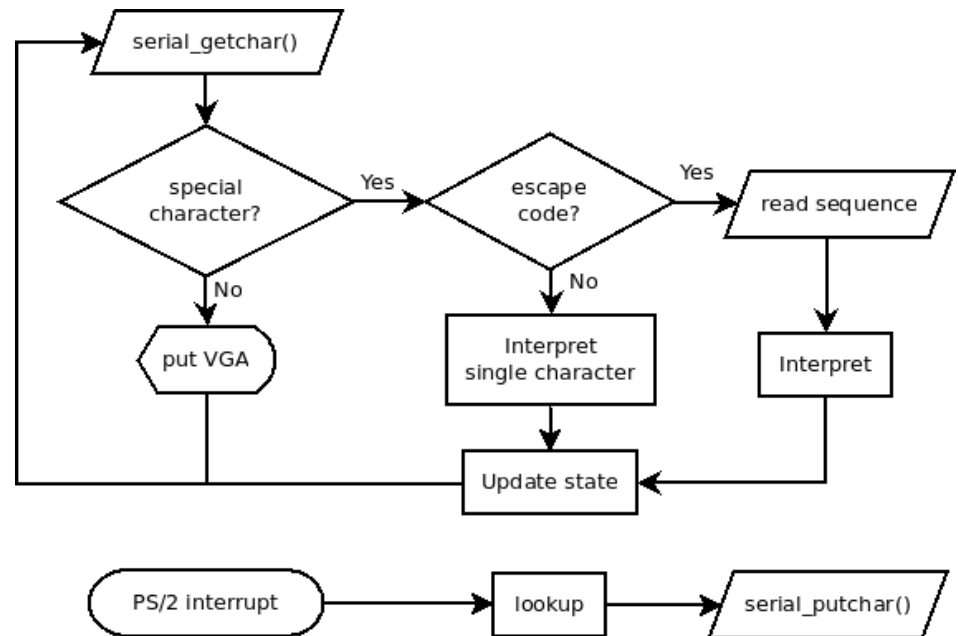 serial_getchar()
special
character?
Yes
escape
code?
Yes
read sequence
No
No
put VGA
Interpret
single character
Interpret
Update state
PS/2 interrupt
lookup
serial_putchar()